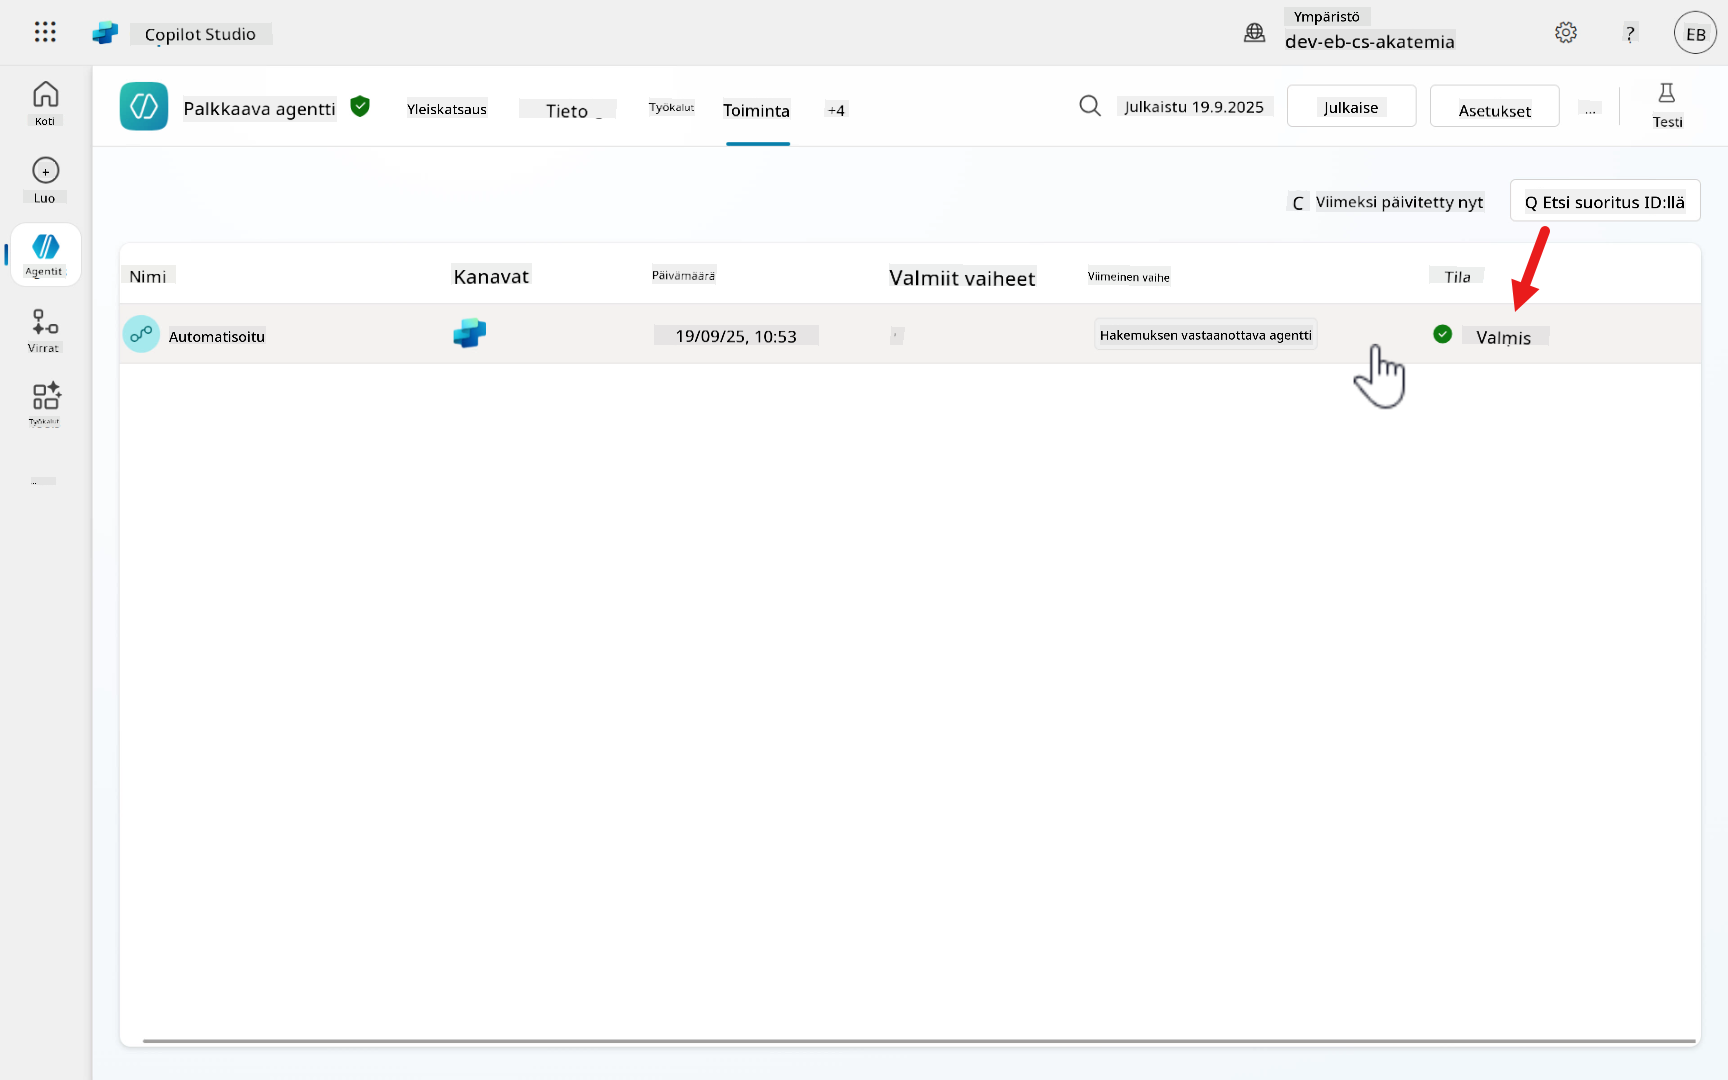 Copilot Studio
Ympäristö
dev-eb-cs-akatemia
?
EB
Koti
Luo
Agentit
Virrat
Työkalut
Palkkaava agentti
Yleiskatsaus
Tieto
Työkalut
Toiminta
+4
Julkaistu 19.9.2025
Julkaise
Asetukset
...
Testi
C Viimeksi päivitetty nyt
Q Etsi suoritus ID:llä
Nimi
Kanavat
Päivämäärä
Valmiit vaiheet
Viimeinen vaihe
Tila
Automatisoitu
19/09/25, 10:53
Hakemuksen vastaanottava agentti
Valmis